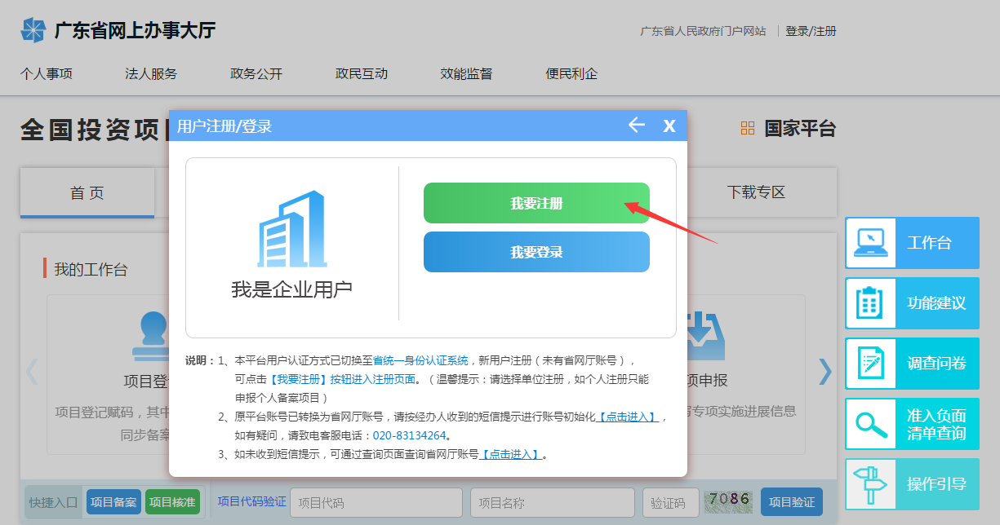 广东省网上办事大厅
广东省人民政府门户网站 登录/注册
个人事项 法人服务 政务公开 政民互动 效能监督 便民利企
全国投资项
国家平台
首 页
下载专区
用户注册/登录
X
我是企业用户
我要注册
我要登录
说明：1、本平台用户认证方式已切换至省统一身份认证系统，新用户注册（未有省网厅账号），
可点击【我要注册】按钮进入注册页面。（温馨提示：请选择单位注册，如个人注册只能
申报个人备案项目）
2、原平台账号已转换为省网厅账号，请按经办人收到的短信提示进行账号初始化【点击进入】，
如有疑问，请致电客服电话：020-83134264。
3、如未收到短信提示，可通过查询页面查询省网厅账号【点击进入】。
我的工作台
项目登
项目登记赋码，其中
同步备案
项申报
专项实施进展信息
工作台
功能建议
调查问卷
准入负面
清单查询
操作引导
快捷入口 项目备案 项目核准 项目代码验证 项目代码 项目名称 验证码 7086 项目验证